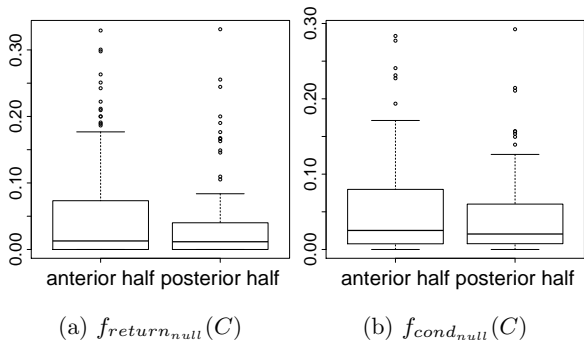 0.30
0.20
0.10
0.00
anterior half posterior half
(a) f_{return_{null}}(C)
0.30
0.20
0.10
0.00
anterior half posterior half
(b) f_{cond_{null}}(C)